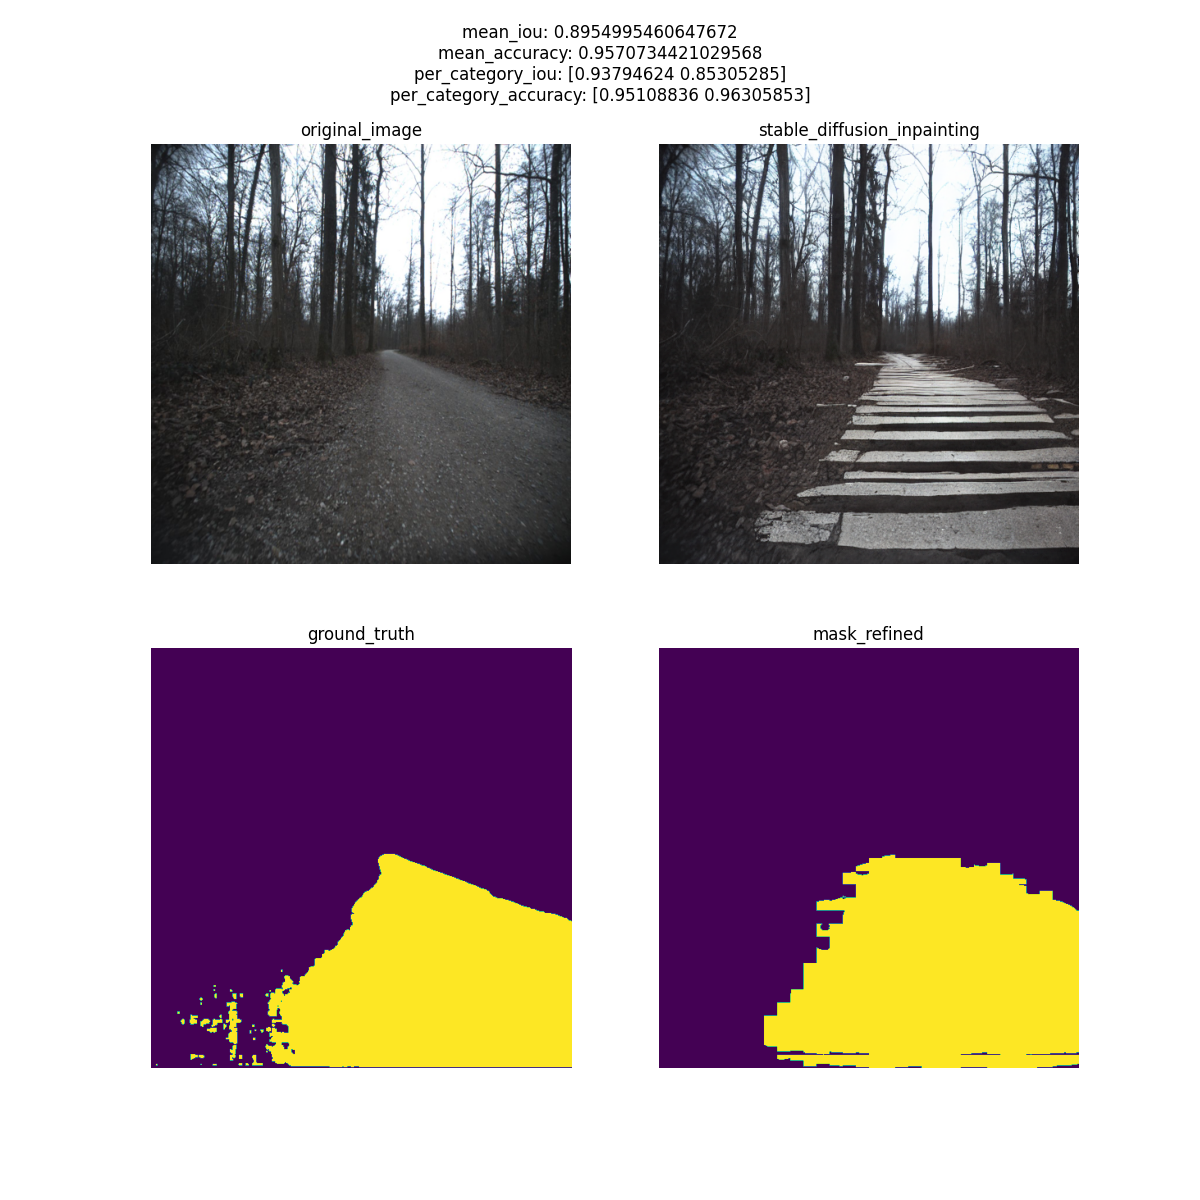 mean_iou: 0.8954995460647672
mean_accuracy: 0.9570734421029568
per_category_iou: [0.93794624 0.85305285]
per_category_accuracy: [0.95108836 0.96305853]
original_image
stable_diffusion_inpainting
ground_truth
mask_refined